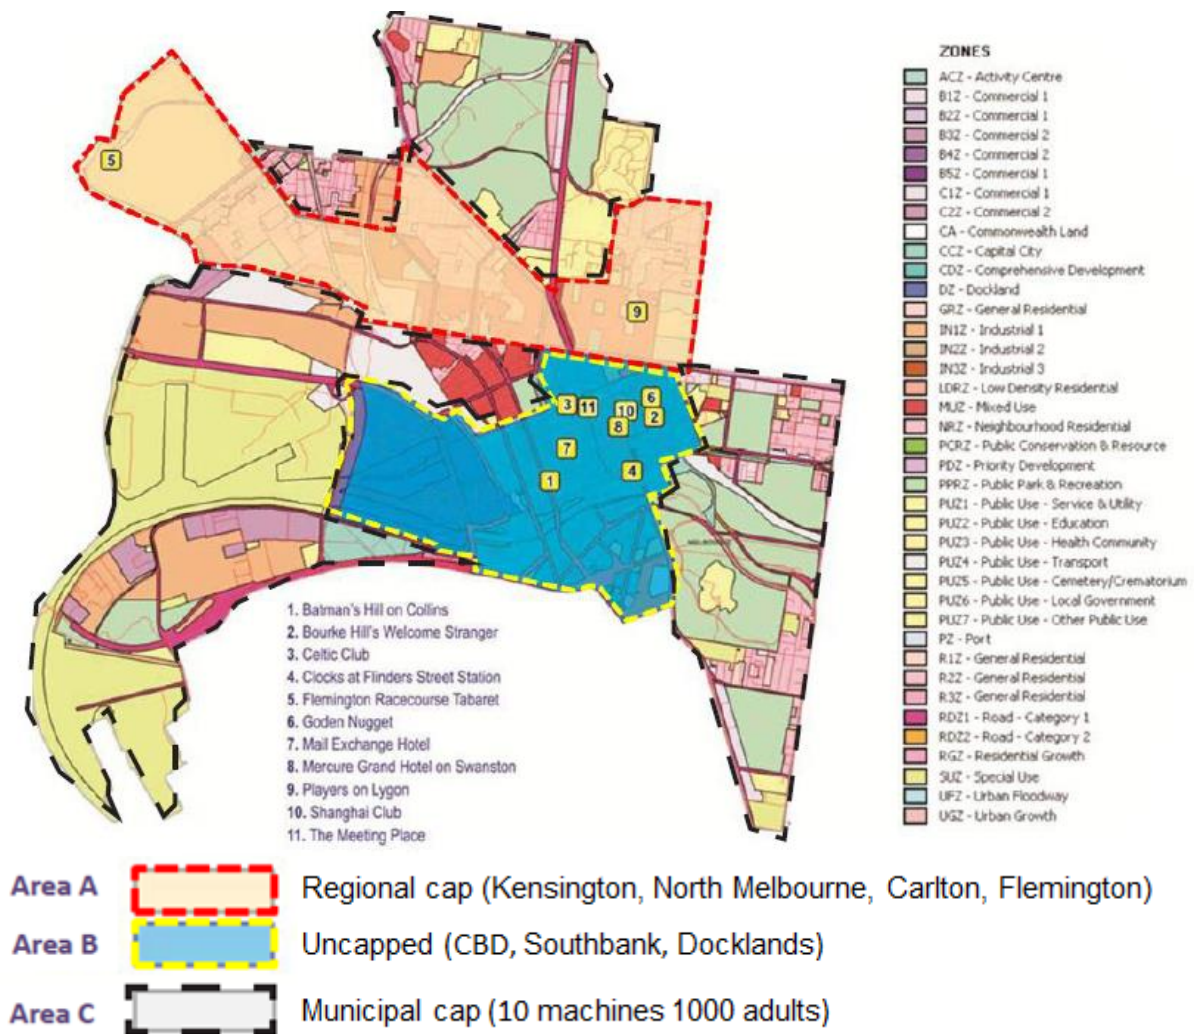 ZONES
ACZ - Activity Centre
B1Z - Commercial 1
B2Z - Commercial 1
B3Z - Commercial 2
B4Z - Commercial 2
B5Z - Commercial 1
C1Z - Commercial 1
C2Z - Commercial 2
CA - Commonwealth Land
CCZ - Capital City
CDZ - Comprehensive Development
DZ - Dockland
GRZ - General Residential
IN1Z - Industrial 1
IN2Z - Industrial 2
IN3Z - Industrial 3
LDRZ - Low Density Residential
MUZ - Mixed Use
NRZ - Neighbourhood Residential
PCRZ - Public Conservation & Resource
PDZ - Priority Development
PPRZ - Public Park & Recreation
PUZ1 - Public Use - Service & Utility
PUZ2 - Public Use - Education
PUZ3 - Public Use - Health Community
PUZ4 - Public Use - Transport
PUZ5 - Public Use - Cemetery/Crematorium
PUZ6 - Public Use - Local Government
PUZ7 - Public Use - Other Public Use
PZ - Port
R1Z - General Residential
R2Z - General Residential
R3Z - General Residential
RDZ1 - Road - Category 1
RDZ2 - Road - Category 2
RGZ - Residential Growth
SUZ - Special Use
UFZ - Urban Floodway
UGZ - Urban Growth
5
9
6
3
11
10
2
8
7
4
1
1. Batman's Hill on Collins
2. Bourke Hill's Welcome Stranger
3. Celtic Club
4. Clocks at Flinders Street Station
5. Flemington Racecourse Tabaret
6. Goden Nugget
7. Mail Exchange Hotel
8. Mercure Grand Hotel on Swanston
9. Players on Lygon
10. Shanghai Club
11. The Meeting Place
Area A Regional cap (Kensington, North Melbourne, Carlton, Flemington)
Area B Uncapped (CBD, Southbank, Docklands)
Area C Municipal cap (10 machines 1000 adults)